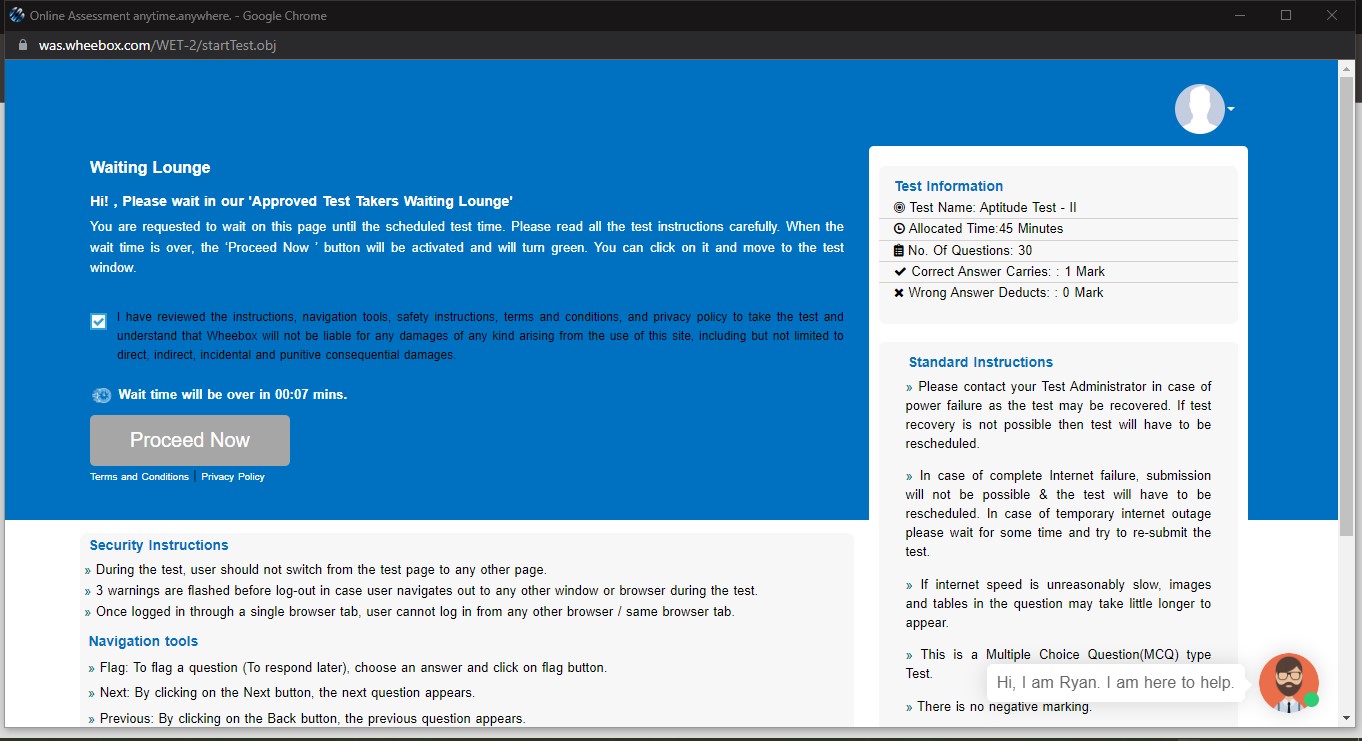 Online Assessment anytime.anywhere. - Google Chrome
was.wheebox.com/WET-2/startTest.obj
Waiting Lounge
Hi! , Please wait in our 'Approved Test Takers Waiting Lounge'
You are requested to wait on this page until the scheduled test time. Please read all the test instructions carefully. When the
wait time is over, the 'Proceed Now ' button will be activated and will turn green. You can click on it and move to the test
window.
I have reviewed the instructions, navigation tools, safety instructions, terms and conditions, and privacy policy to take the test and
understand that Wheebox will not be liable for any damages of any kind arising from the use of this site, including but not limited to
direct, indirect, incidental and punitive consequential damages.
Wait time will be over in 00:07 mins.
Proceed Now
Terms and Conditions | Privacy Policy
Security Instructions
» During the test, user should not switch from the test page to any other page.
» 3 warnings are flashed before log-out in case user navigates out to any other window or browser during the test.
» Once logged in through a single browser tab, user cannot log in from any other browser / same browser tab.
Navigation tools
» Flag: To flag a question (To respond later), choose an answer and click on flag button.
» Next: By clicking on the Next button, the next question appears.
» Previous: By clicking on the Back button, the previous question appears.
Test Information
Test Name: Aptitude Test - II
Allocated Time:45 Minutes
No. Of Questions: 30
Correct Answer Carries: : 1 Mark
Wrong Answer Deducts: : 0 Mark
Standard Instructions
» Please contact your Test Administrator in case of
power failure as the test may be recovered. If test
recovery is not possible then test will have to be
rescheduled.
» In case of complete Internet failure, submission
will not be possible & the test will have to be
rescheduled. In case of temporary internet outage
please wait for some time and try to re-submit the
test.
» If internet speed is unreasonably slow, images
and tables in the question may take little longer to
appear.
» This is a Multiple Choice Question(MCQ) type
Test.
» There is no negative marking.
Hi, I am Ryan. I am here to help.